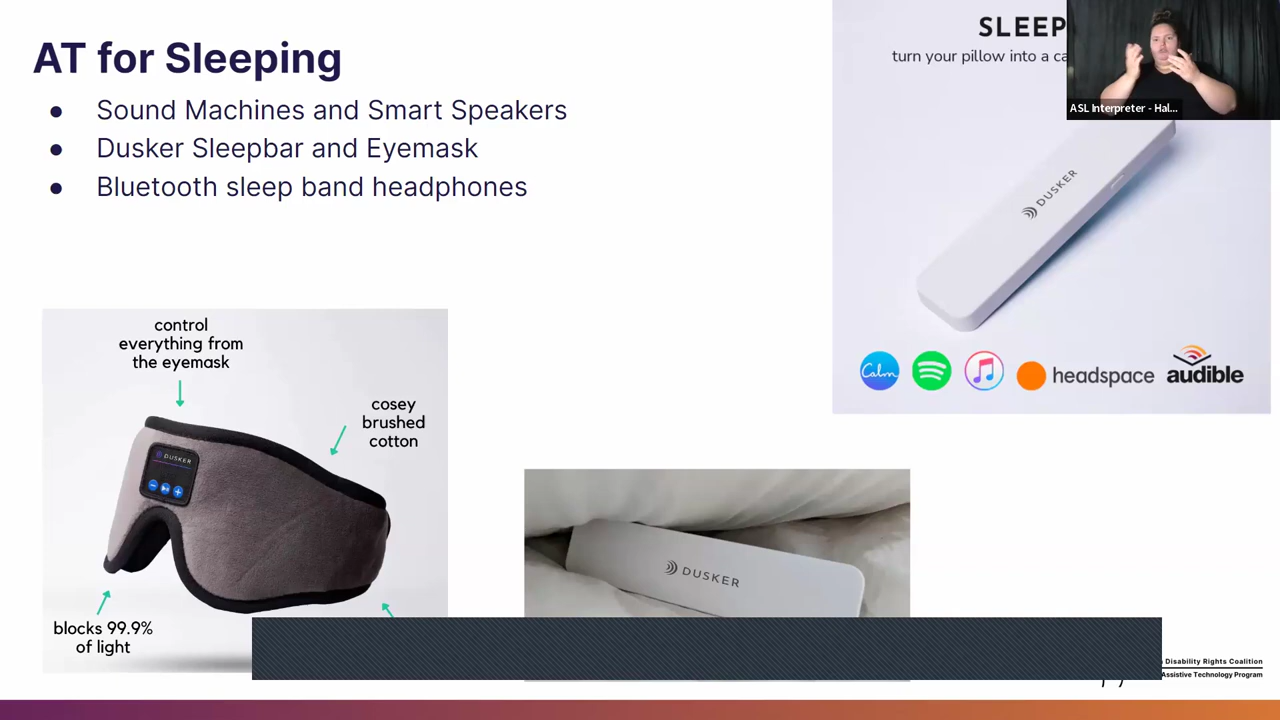 AT for Sleeping
● Sound Machines and Smart Speakers
● Dusker Sleepbar and Eyemask
● Bluetooth sleep band headphones
SLEEP
turn your pillow into a
ASL Interpreter - Hal...
DUSKER
Calm
headspace
audible
control
everything from
the eyemask
cosey
brushed
cotton
DUSKER
blocks 99.9%
of light
DUSKER
Disability Rights Coalition
Assistive Technology Program